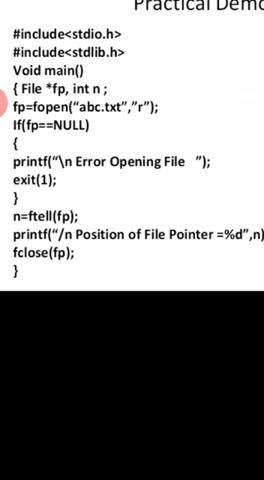 Practical Demo
#include<stdio.h>
#include<stdlib.h>
Void main()
{ File *fp, int n ;
fp=fopen(“abc.txt”,”r”);
If(fp==NULL)
{
printf(“\n Error Opening File   ”);
exit(1);
}
n=ftell(fp);
printf(“/n Position of File Pointer =%d”,n)
fclose(fp);
}